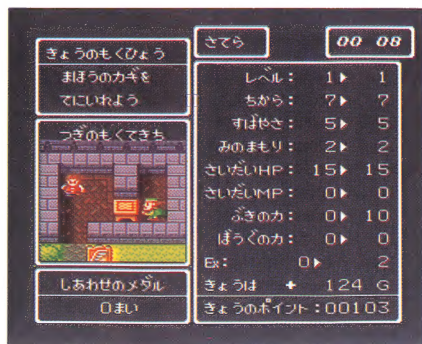 きょうのもくひょう
まほうのカギを
てにいれよう
つぎのもくてきち
しあわせのメダル
0まい
さてら
00 08
レベル： 1▶ 1
ちから： 7▶ 7
すばやさ： 5▶ 5
みのまもり： 2▶ 2
さいだいHP： 15▶ 15
さいだいMP： 0▶ 0
ぶきの力： 0▶ 10
ぼうぐの力： 0▶ 0
Ex： 0▶ 2
きょうは + 124 G
きょうのポイント：00103